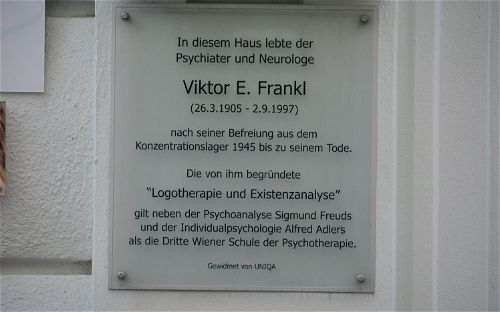 In diesem Haus lebte der
Psychiater und Neurologe
Viktor E. Frankl
(26.3.1905 - 2.9.1997)
nach seiner Befreiung aus dem
Konzentrationslager 1945 bis zu seinem Tode.
Die von ihm begründete
"Logotherapie und Existenzanalyse"
gilt neben der Psychoanalyse Sigmund Freuds
und der Individualpsychologie Alfred Adlers
als die Dritte Wiener Schule der Psychotherapie.
Gewidmet von UNIQA